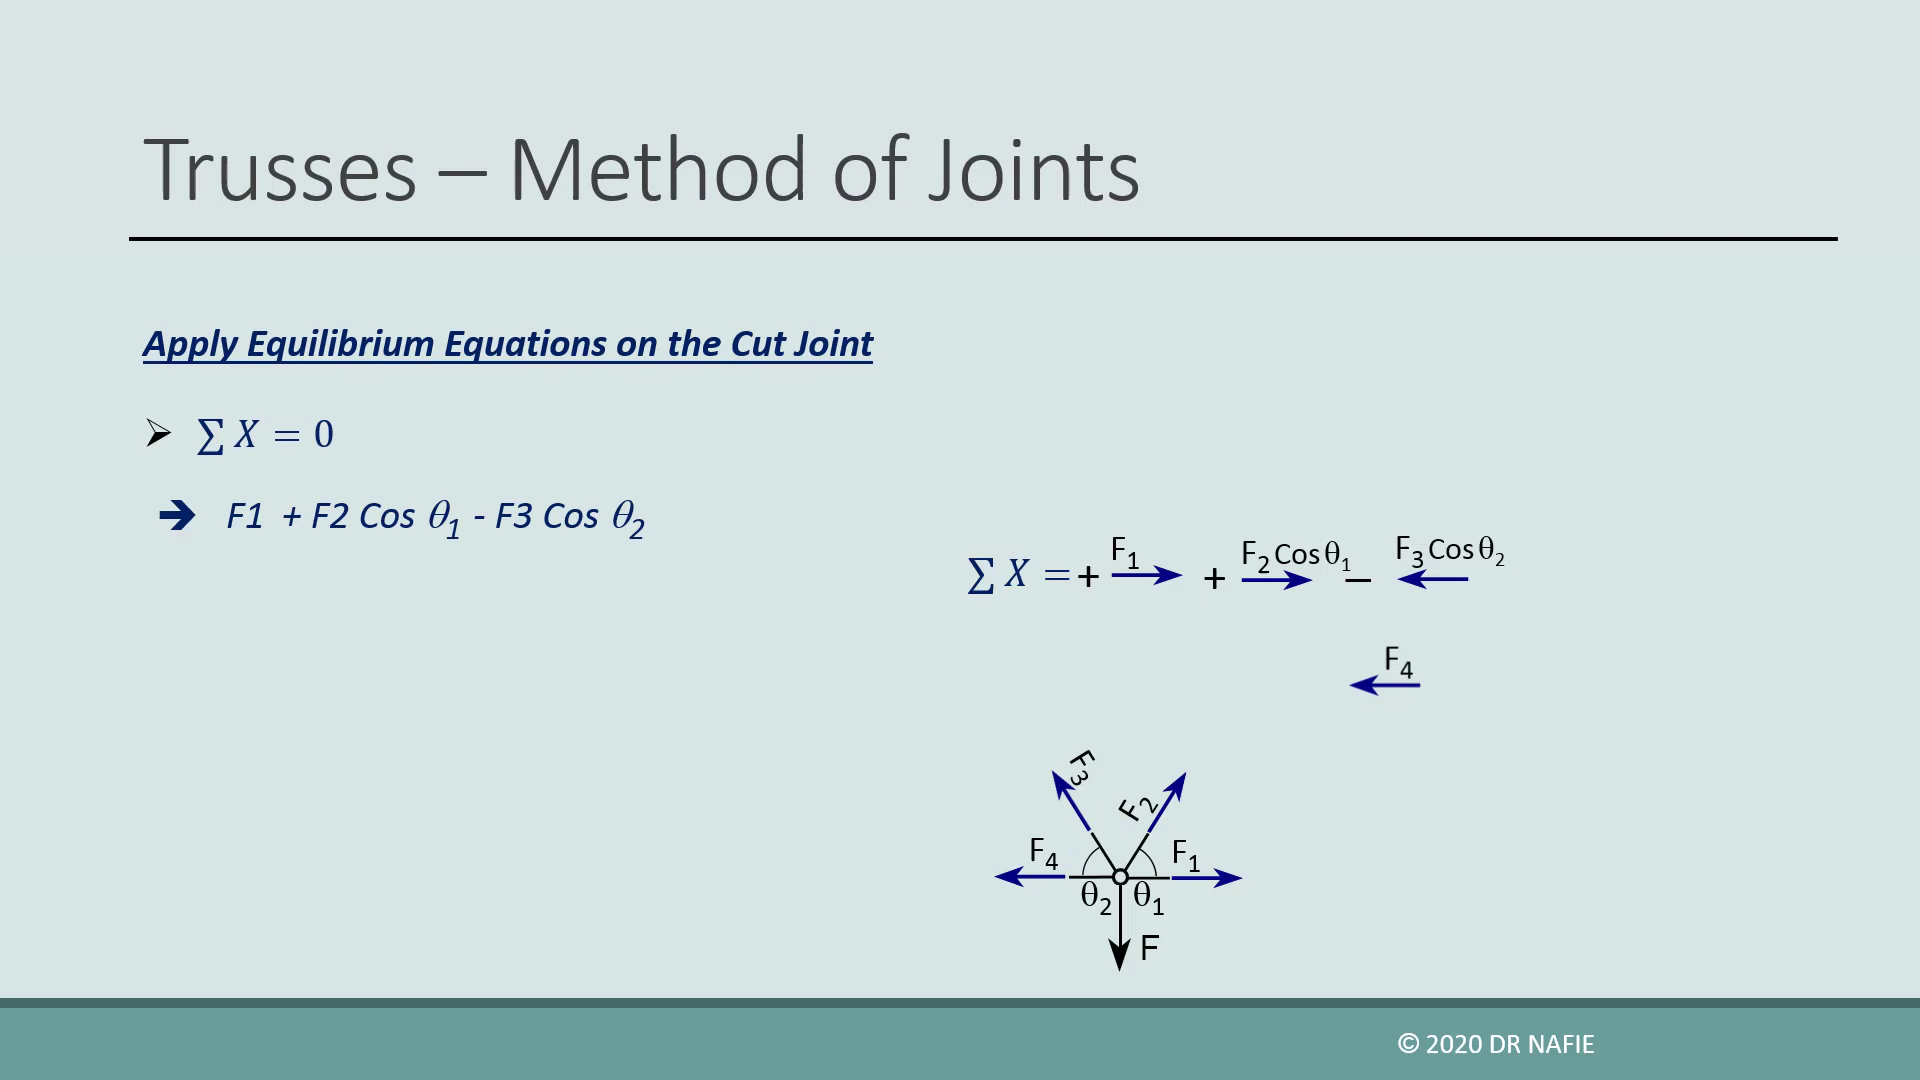 Trusses – Method of Joints
Apply Equilibrium Equations on the Cut Joint
➢ ∑ X = 0
➔ F1 + F2 Cos θ1 - F3 Cos θ2
∑ X = + F1 + F2 Cos θ1 – F3 Cos θ2
F4
F3
F2
F4
F1
θ2 θ1
F
© 2020 DR NAFIE